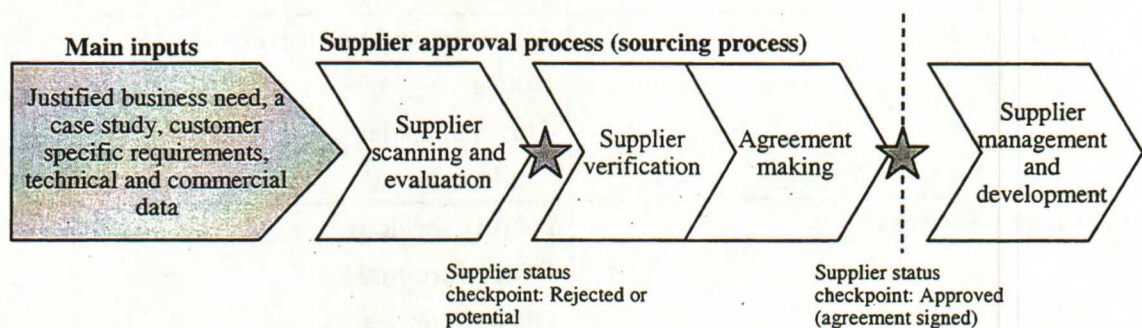 Main inputs
Supplier approval process (sourcing process)
Justified business need, a
case study, customer
specific requirements,
technical and commercial
data
Supplier
scanning and
evaluation
Supplier
verification
Agreement
making
Supplier
management
and
development
Supplier status
checkpoint: Rejected or
potential
Supplier status
checkpoint: Approved
(agreement signed)